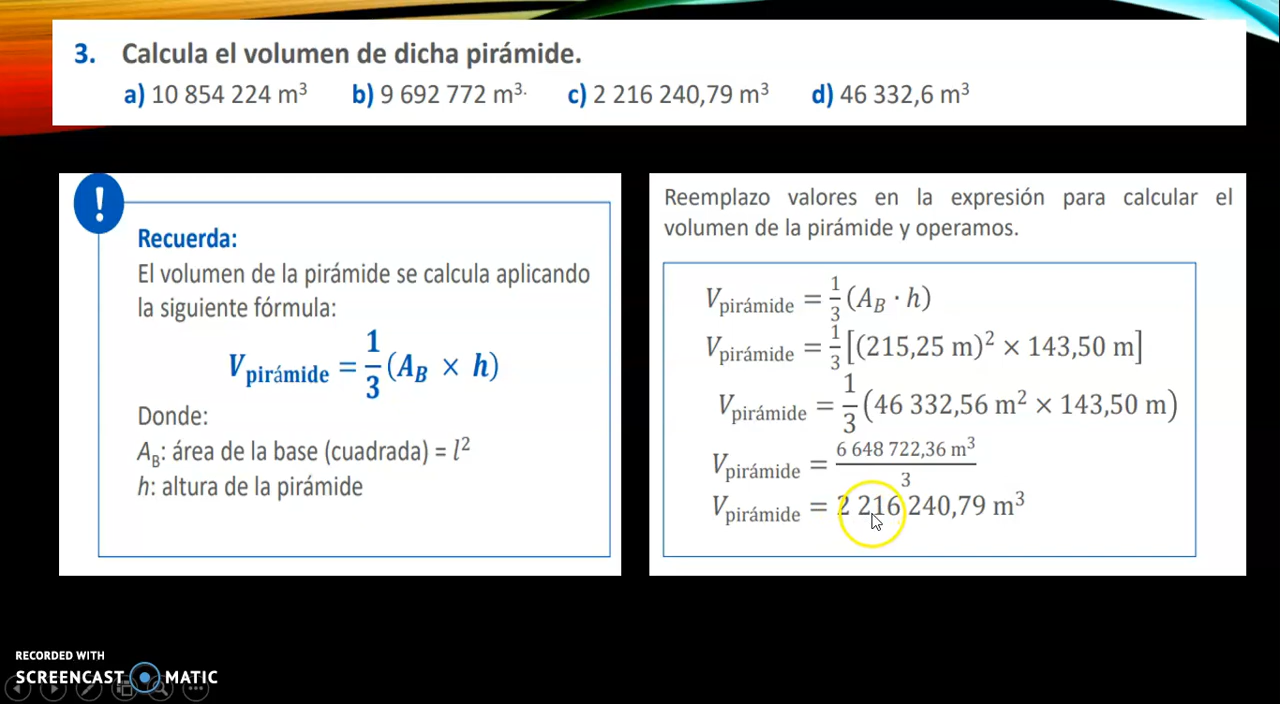 3. Calcula el volumen de dicha pirámide.
a) 10 854 224 m³ b) 9 692 772 m³· c) 2 216 240,79 m³ d) 46 332,6 m³
!
Recuerda:
El volumen de la pirámide se calcula aplicando
la siguiente fórmula:
V pirámide = 1/3 (A_B × h)
Donde:
A_B: área de la base (cuadrada) = l²
h: altura de la pirámide
Reemplazo valores en la expresión para calcular el
volumen de la pirámide y operamos.
V pirámide = 1/3 (A_B · h)
V pirámide = 1/3 [(215,25 m)² × 143,50 m]
V pirámide = 1/3 (46 332,56 m² × 143,50 m)
V pirámide = 6 648 722,36 m³/3
V pirámide = 2 216 240,79 m³
RECORDED WITH
SCREENCAST MATIC